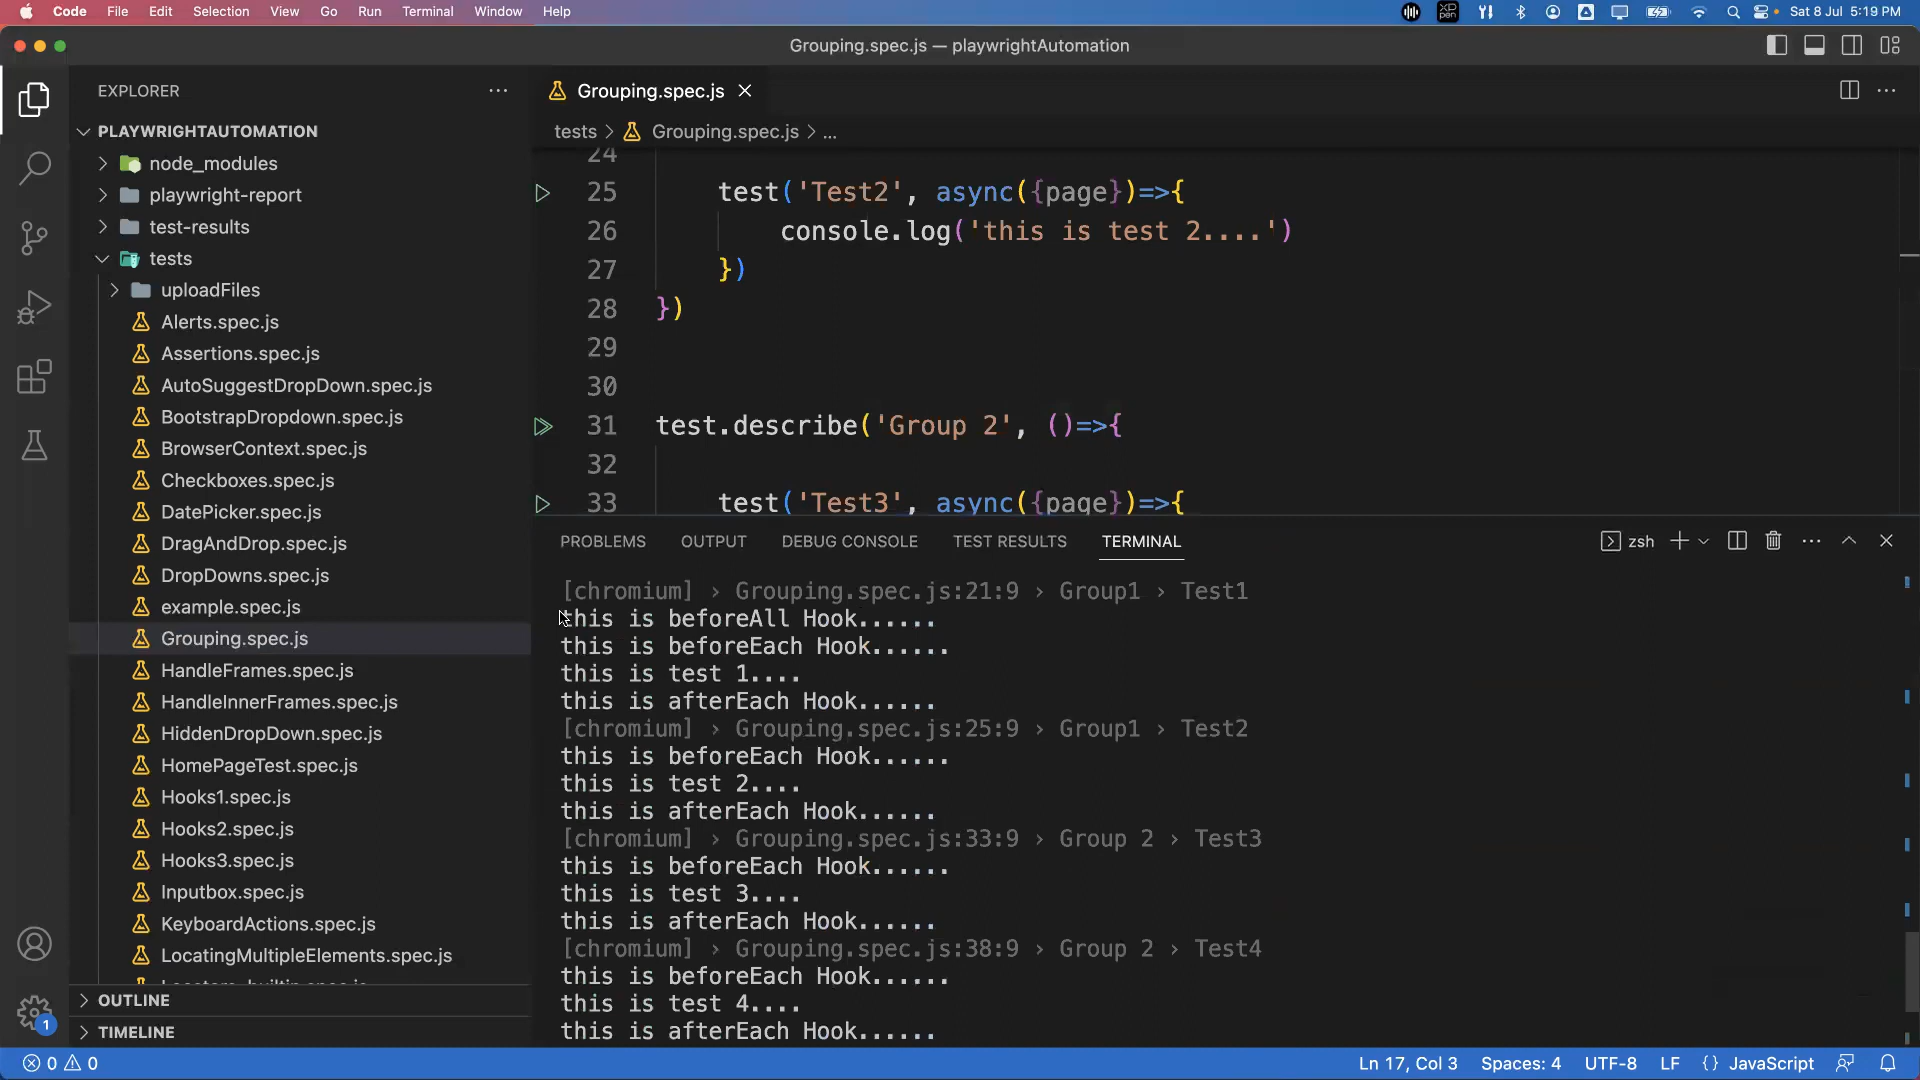 Code File Edit Selection View Go Run Terminal Window Help
Sat 8 Jul 5:19 PM
Grouping.spec.js — playwrightAutomation
EXPLORER
PLAYWRIGHTAUTOMATION
node_modules
playwright-report
test-results
tests
uploadFiles
Alerts.spec.js
Assertions.spec.js
AutoSuggestDropDown.spec.js
BootstrapDropdown.spec.js
BrowserContext.spec.js
Checkboxes.spec.js
DatePicker.spec.js
DragAndDrop.spec.js
DropDowns.spec.js
example.spec.js
Grouping.spec.js
HandleFrames.spec.js
HandleInnerFrames.spec.js
HiddenDropDown.spec.js
HomePageTest.spec.js
Hooks1.spec.js
Hooks2.spec.js
Hooks3.spec.js
Inputbox.spec.js
KeyboardActions.spec.js
LocatingMultipleElements.spec.js
OUTLINE
TIMELINE
Grouping.spec.js
tests > Grouping.spec.js > ...
24
25 test('Test2', async({page})=>{
26 console.log('this is test 2....')
27 })
28 })
29
30
31 test.describe('Group 2', ()=>{
32
33 test('Test3', async({page})=>{
PROBLEMS OUTPUT DEBUG CONSOLE TEST RESULTS TERMINAL
zsh
[chromium] › Grouping.spec.js:21:9 › Group1 › Test1
this is beforeAll Hook......
this is beforeEach Hook......
this is test 1....
this is afterEach Hook......
[chromium] › Grouping.spec.js:25:9 › Group1 › Test2
this is beforeEach Hook......
this is test 2....
this is afterEach Hook......
[chromium] › Grouping.spec.js:33:9 › Group 2 › Test3
this is beforeEach Hook......
this is test 3....
this is afterEach Hook......
[chromium] › Grouping.spec.js:38:9 › Group 2 › Test4
this is beforeEach Hook......
this is test 4....
this is afterEach Hook......
1
0 0
Ln 17, Col 3 Spaces: 4 UTF-8 LF {} JavaScript